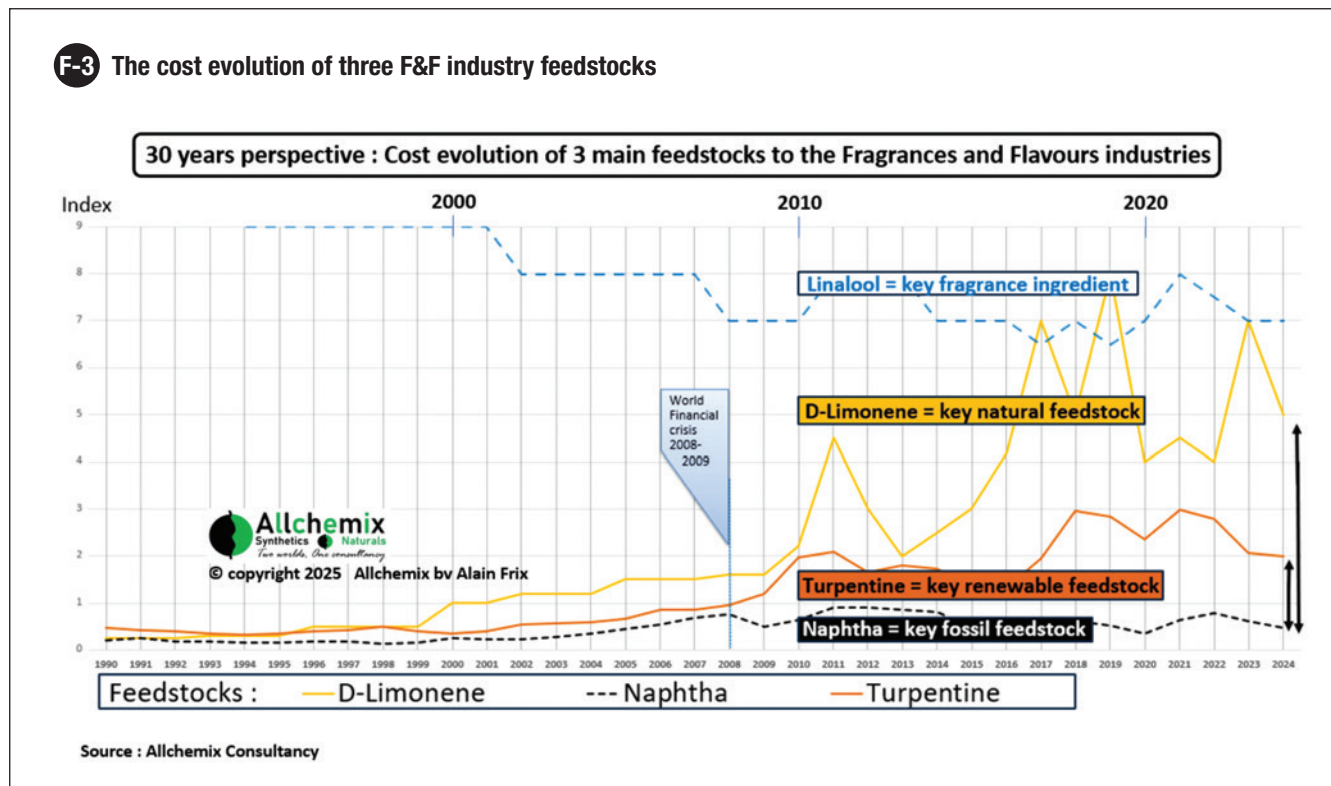 F-3 The cost evolution of three F&F industry feedstocks
30 years perspective : Cost evolution of 3 main feedstocks to the Fragrances and Flavours industries
Index
2000
2010
2020
9
8
7
6
5
4
3
2
1
0
Linalool = key fragrance ingredient
D-Limonene = key natural feedstock
World
Financial
crisis
2008-
2009
Allchemix
Synthetics Naturals
Two worlds, One consultancy
© copyright 2025 Allchemix by Alain Frix
Turpentine = key renewable feedstock
Naphtha = key fossil feedstock
1990 1991 1992 1993 1994 1995 1996 1997 1998 1999 2000 2001 2002 2003 2004 2005 2006 2007 2008 2009 2010 2011 2012 2013 2014 2015 2016 2017 2018 2019 2020 2021 2022 2023 2024
Feedstocks : D-Limonene Naphtha Turpentine
Source : Allchemix Consultancy